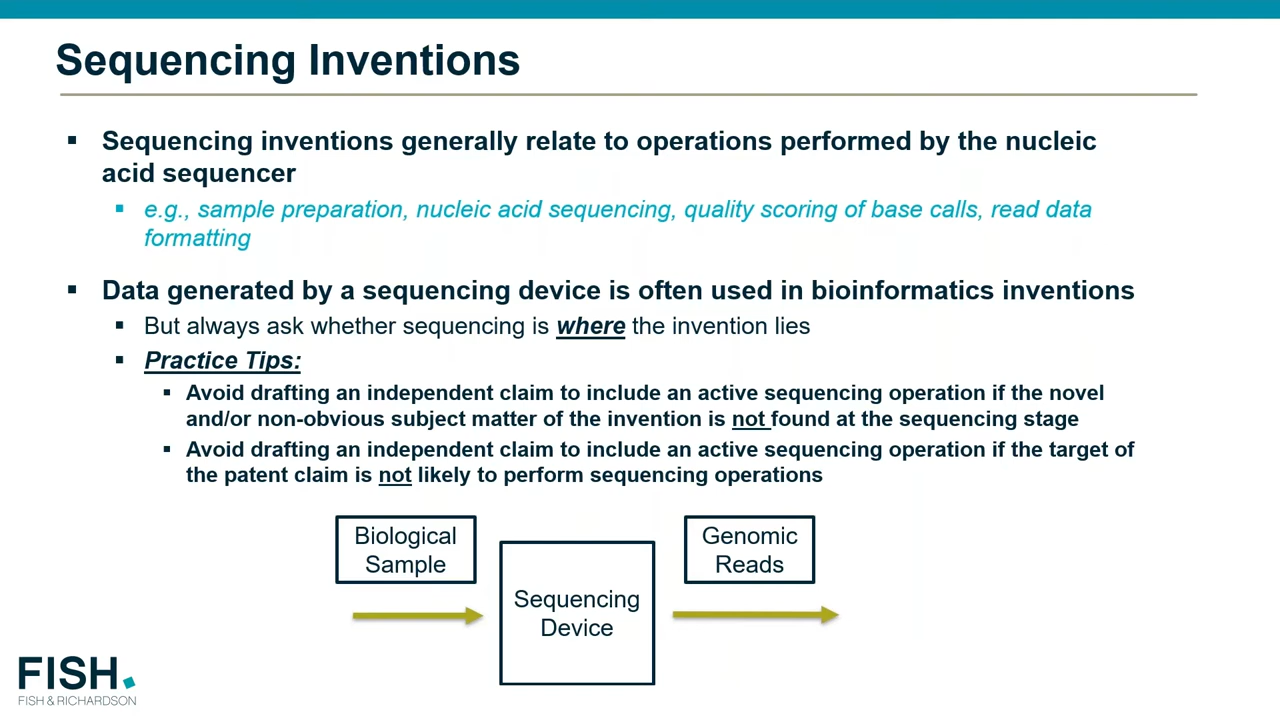 Sequencing Inventions
▪ Sequencing inventions generally relate to operations performed by the nucleic
acid sequencer
▪ e.g., sample preparation, nucleic acid sequencing, quality scoring of base calls, read data
formatting
▪ Data generated by a sequencing device is often used in bioinformatics inventions
▪ But always ask whether sequencing is where the invention lies
▪ Practice Tips:
▪ Avoid drafting an independent claim to include an active sequencing operation if the novel
and/or non-obvious subject matter of the invention is not found at the sequencing stage
▪ Avoid drafting an independent claim to include an active sequencing operation if the target of
the patent claim is not likely to perform sequencing operations
Biological
Sample
Sequencing
Device
Genomic
Reads
FISH.
FISH & RICHARDSON